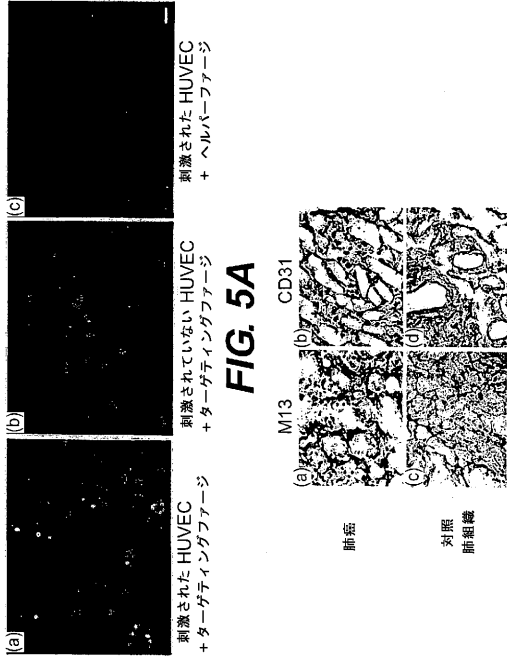 (a)
(b)
(c)
刺激された HUVEC
+ ターゲティングファージ
刺激されていない HUVEC
+ターゲティングファージ
刺激された HUVEC
+ ヘルパーファージ
FIG. 5A
M13
CD31
肺癌
(a)
(b)
対照
肺組織
(c)
(d)